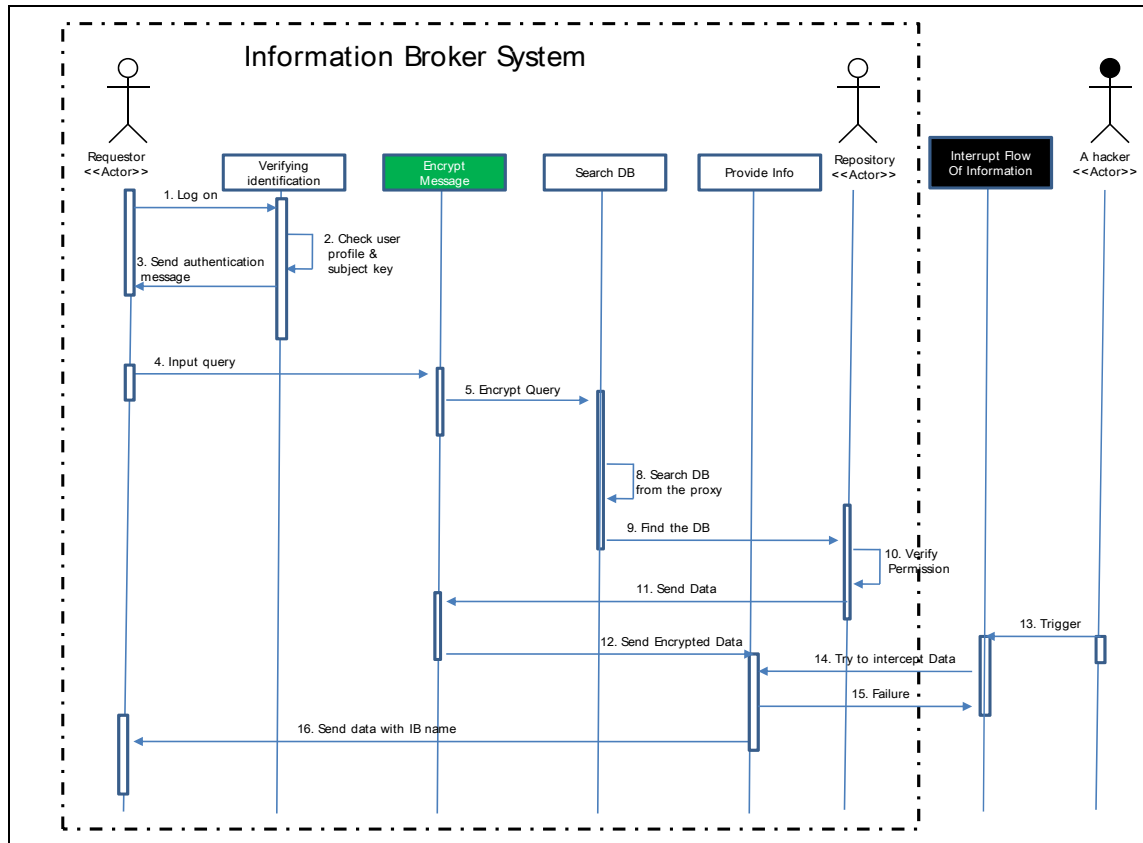 Information Broker System
Requestor
<<Actor>>
Verifying
identification
Encrypt
Message
Search DB
Provide Info
Repository
<<Actor>>
Interrupt Flow
Of Information
A hacker
<<Actor>>
1. Log on
2. Check user
profile &
subject key
3. Send authentication
message
4. Input query
5. Encrypt Query
8. Search DB
from the proxy
9. Find the DB
10. Verify
Permission
11. Send Data
12. Send Encrypted Data
13. Trigger
14. Try to intercept Data
15. Failure
16. Send data with IB name